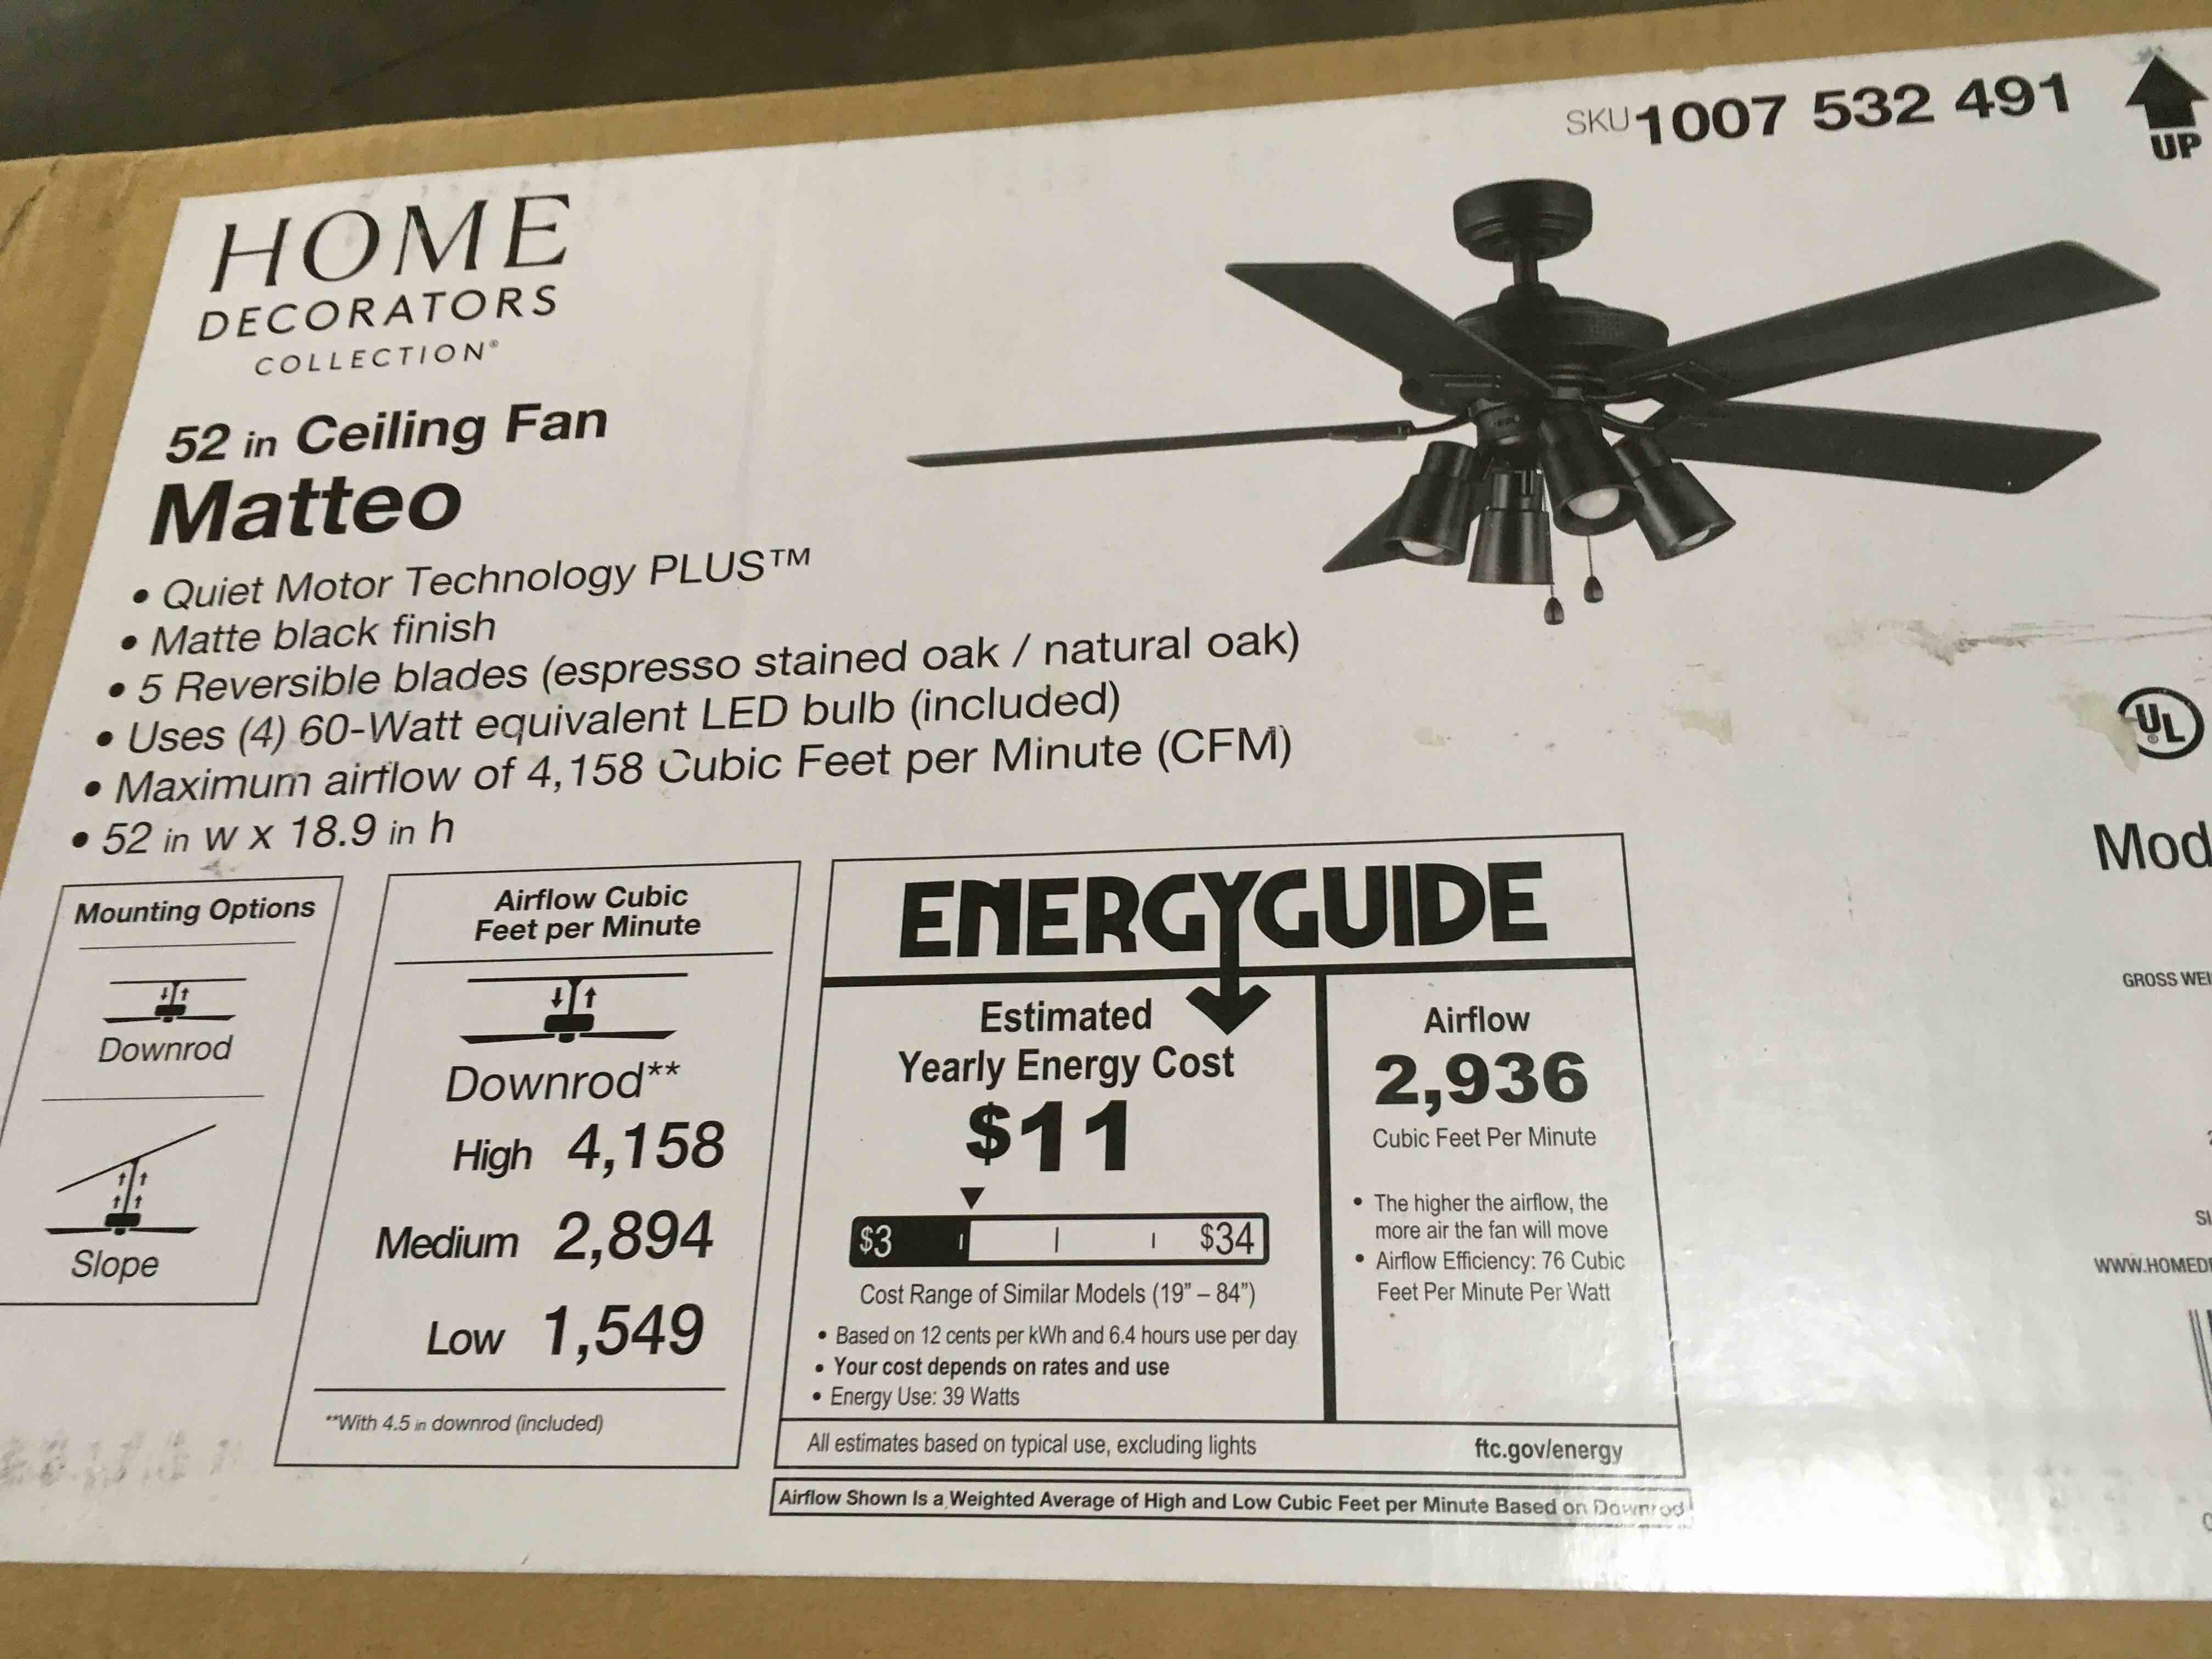 SKU 1007 532 491
UP
HOME
DECORATORS
COLLECTION®
52 in Ceiling Fan
Matteo
• Quiet Motor Technology PLUS™
• Matte black finish
• 5 Reversible blades (espresso stained oak / natural oak)
• Uses (4) 60-Watt equivalent LED bulb (included)
• Maximum airflow of 4,158 Cubic Feet per Minute (CFM)
• 52 in w x 18.9 in h
UL
®
Mod
GROSS WEI
WWW.HOMEDE
Mounting Options
Downrod
Slope
Airflow Cubic
Feet per Minute
Downrod**
High 4,158
Medium 2,894
Low 1,549
**With 4.5 in downrod (included)
ENERGYGUIDE
Estimated
Yearly Energy Cost
$11
$3 $34
Cost Range of Similar Models (19" – 84")
• Based on 12 cents per kWh and 6.4 hours use per day
• Your cost depends on rates and use
• Energy Use: 39 Watts
Airflow
2,936
Cubic Feet Per Minute
• The higher the airflow, the
more air the fan will move
• Airflow Efficiency: 76 Cubic
Feet Per Minute Per Watt
All estimates based on typical use, excluding lights
ftc.gov/energy
Airflow Shown Is a Weighted Average of High and Low Cubic Feet per Minute Based on Downrod